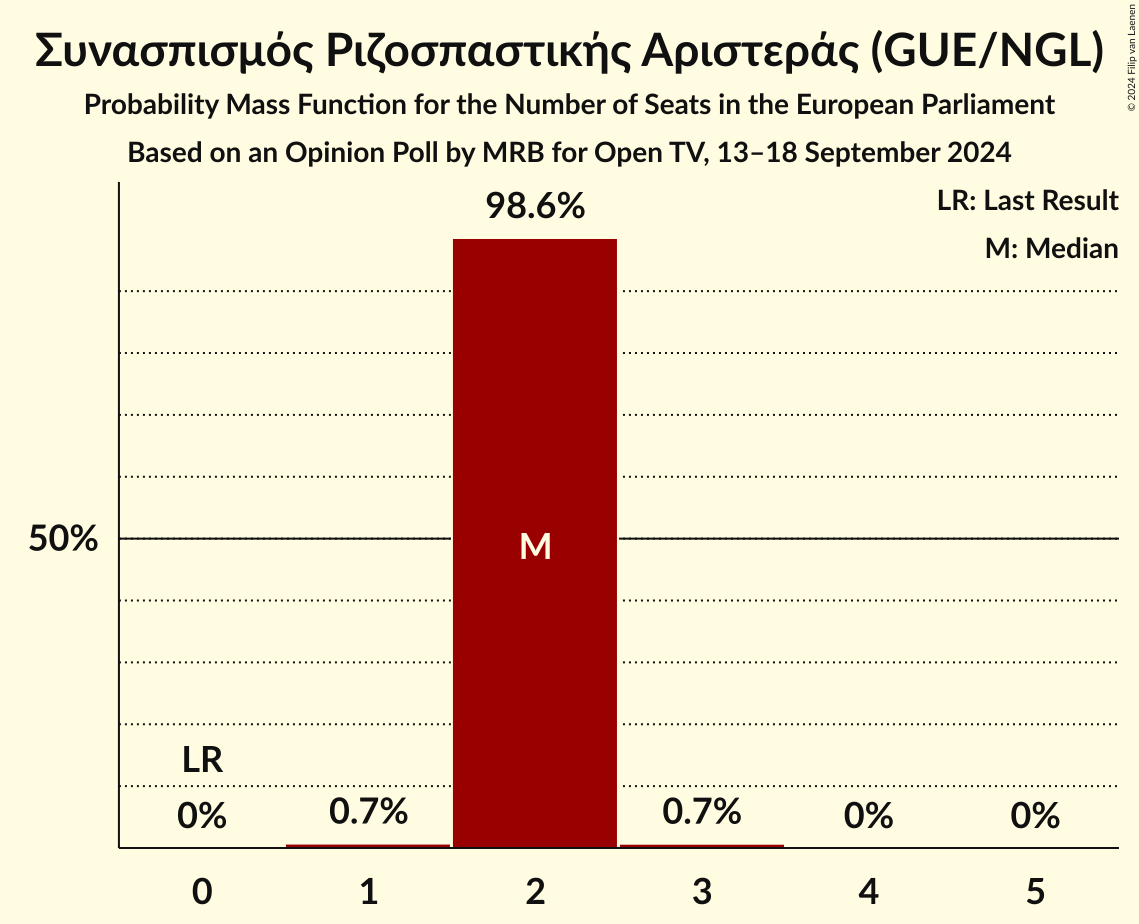 Συνασπισμός Ριζοσπαστικής Αριστεράς (GUE/NGL)
Probability Mass Function for the Number of Seats in the European Parliament
Based on an Opinion Poll by MRB for Open TV, 13–18 September 2024
© 2024 Filip van Laenen
LR: Last Result
M: Median
98.6%
50%
M
LR
0%
0.7%
0.7%
0%
0%
0 1 2 3 4 5